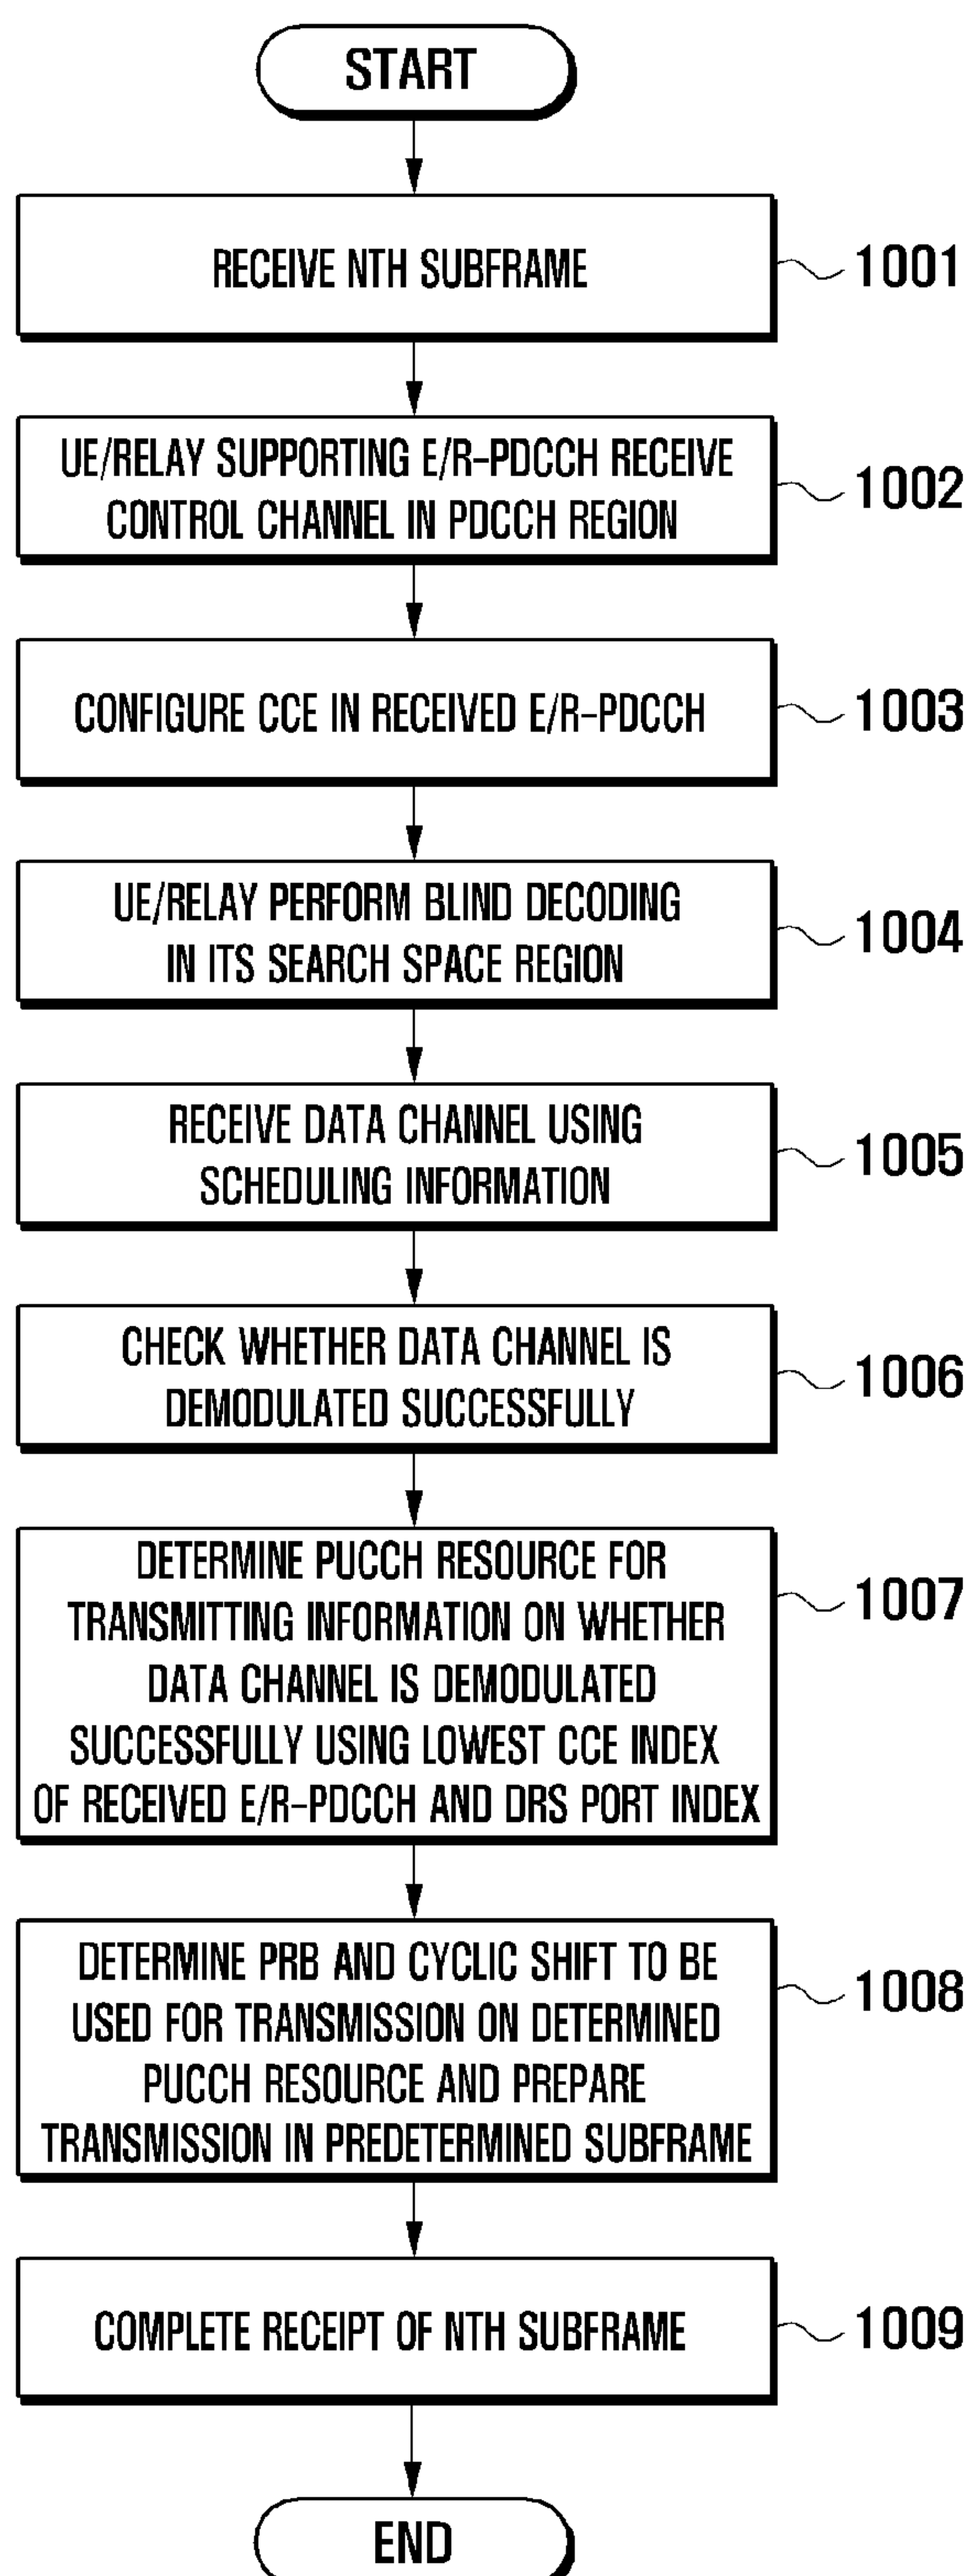 START
RECEIVE NTH SUBFRAME
1001
UE/RELAY SUPPORTING E/R-PDCCH RECEIVE
CONTROL CHANNEL IN PDCCH REGION
1002
CONFIGURE CCE IN RECEIVED E/R-PDCCH
1003
UE/RELAY PERFORM BLIND DECODING
IN ITS SEARCH SPACE REGION
1004
RECEIVE DATA CHANNEL USING
SCHEDULING INFORMATION
1005
CHECK WHETHER DATA CHANNEL IS
DEMODULATED SUCCESSFULLY
1006
DETERMINE PUCCH RESOURCE FOR
TRANSMITTING INFORMATION ON WHETHER
DATA CHANNEL IS DEMODULATED
SUCCESSFULLY USING LOWEST CCE INDEX
OF RECEIVED E/R-PDCCH AND DRS PORT INDEX
1007
DETERMINE PRB AND CYCLIC SHIFT TO BE
USED FOR TRANSMISSION ON DETERMINED
PUCCH RESOURCE AND PREPARE
TRANSMISSION IN PREDETERMINED SUBFRAME
1008
COMPLETE RECEIPT OF NTH SUBFRAME
1009
END